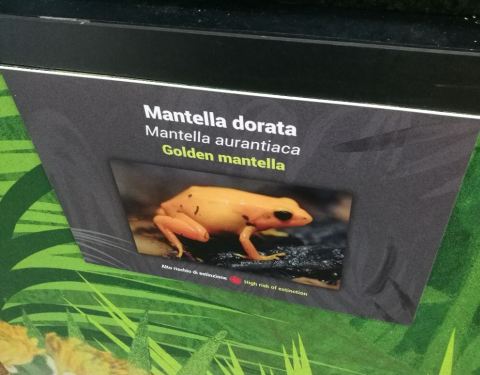 Mantella dorata
Mantella aurantiaca
Golden mantella
Alto rischio di estinzione High risk of extinction